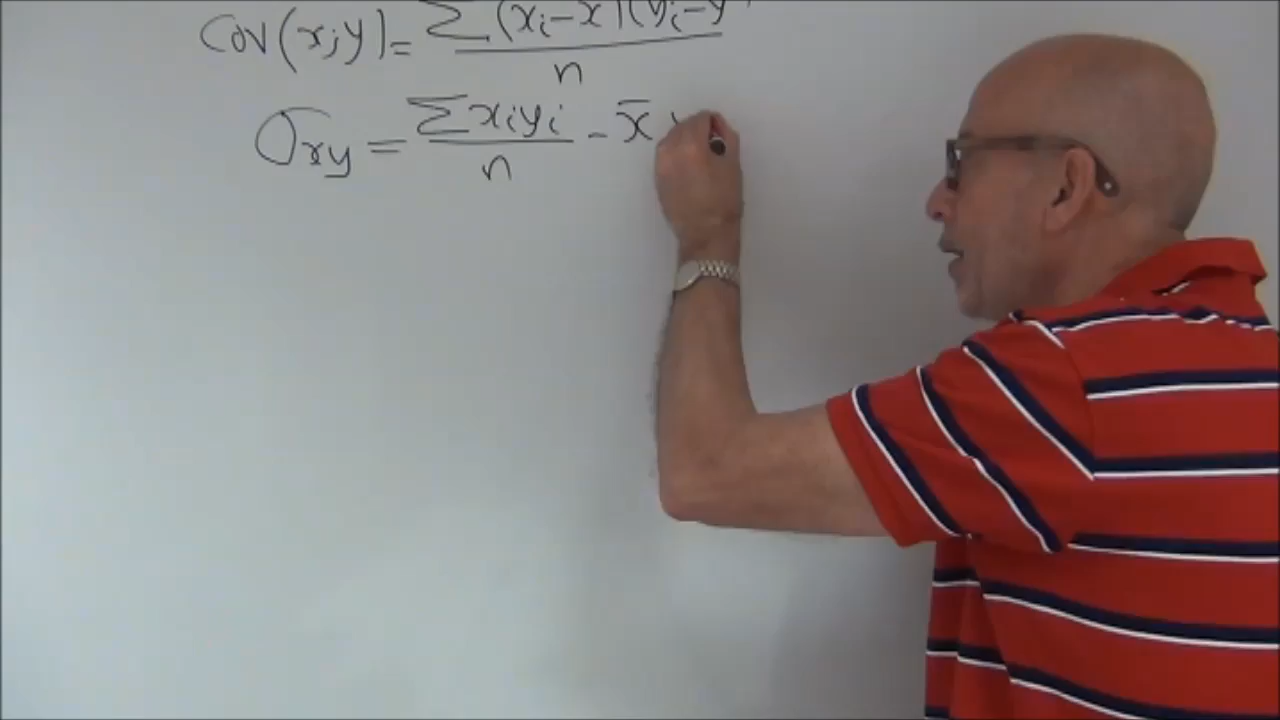 Cov(x,y) = Σ(xᵢ-x)(yᵢ-y) / n
σxy = Σxᵢyᵢ / n - x̄ y